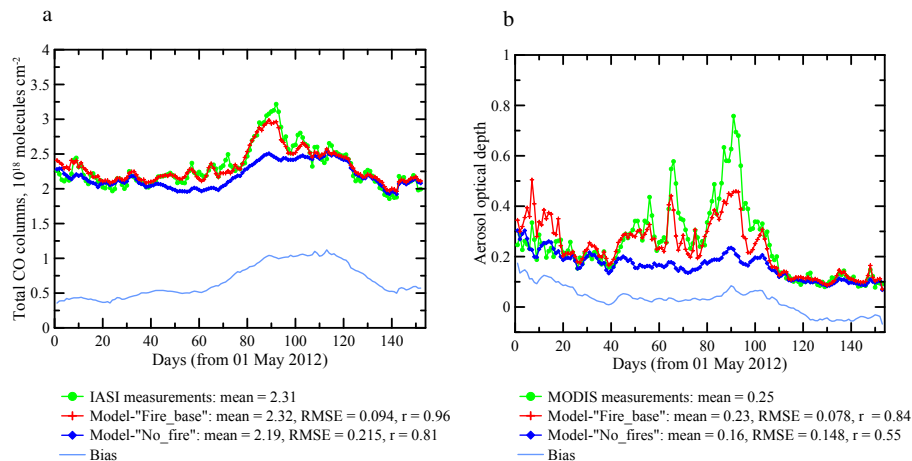 a
b
4
3.5
3
2.5
2
1.5
1
0.5
0
Total CO columns, 10¹⁸ molecules cm⁻²
0 20 40 60 80 100 120 140
Days (from 01 May 2012)
IASI measurements: mean = 2.31
Model-"Fire_base": mean = 2.32, RMSE = 0.094, r = 0.96
Model-"No_fire": mean = 2.19, RMSE = 0.215, r = 0.81
Bias
1
0.8
0.6
0.4
0.2
0
Aerosol optical depth
0 20 40 60 80 100 120 140
Days (from 01 May 2012)
MODIS measurements: mean = 0.25
Model-"Fire_base": mean = 0.23, RMSE = 0.078, r = 0.84
Model-"No_fires": mean = 0.16, RMSE = 0.148, r = 0.55
Bias